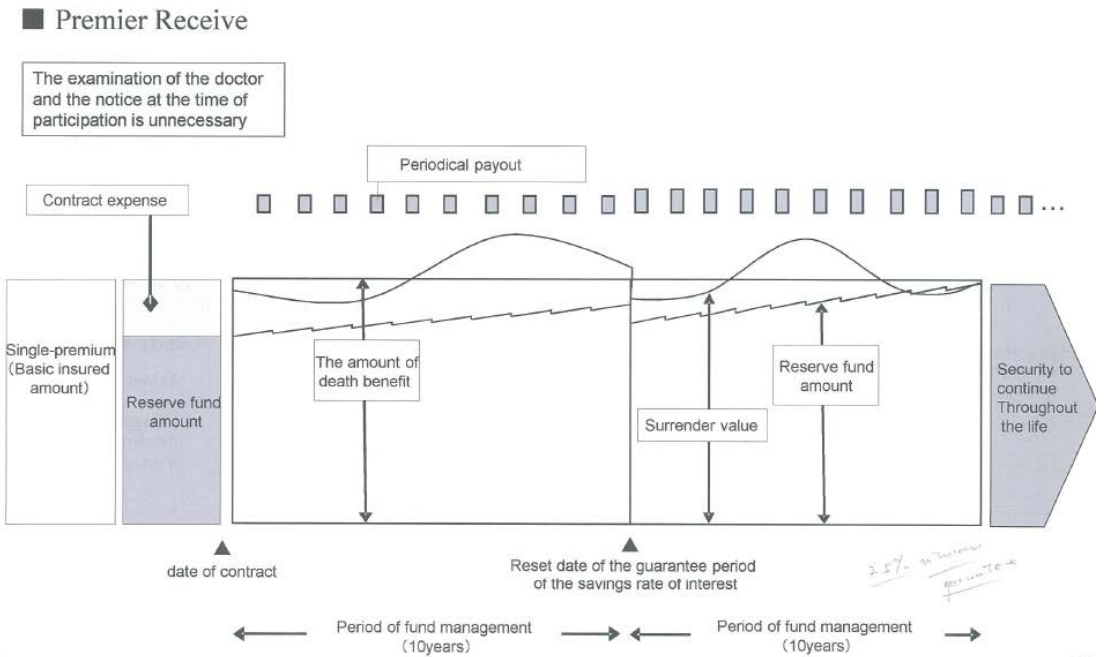 ■ Premier Receive
The examination of the doctor
and the notice at the time of
participation is unnecessary
Periodical payout
Contract expense
...
Single-premium
(Basic insured
amount)
Reserve fund
amount
The amount of
death benefit
Surrender value
Reserve fund
amount
Security to
continue
Throughout
the life
date of contract
Reset date of the guarantee period
of the savings rate of interest
2.5% minimum
guarantee
Period of fund management
(10years)
Period of fund management
(10years)